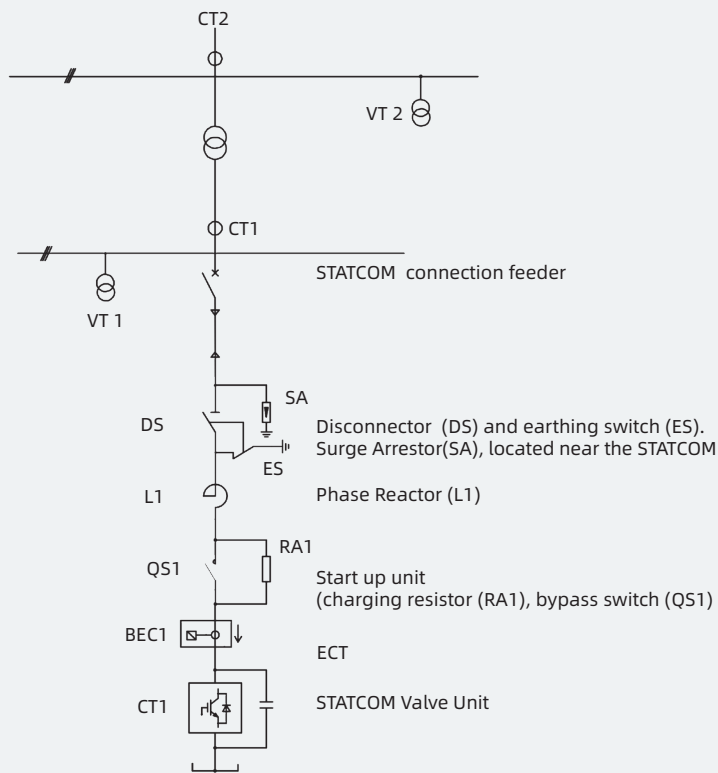 CT2
VT 2
CT1
STATCOM connection feeder
VT 1
SA
DS
Disconnector (DS) and earthing switch (ES).
Surge Arrestor(SA), located near the STATCOM
ES
L1
Phase Reactor (L1)
RA1
QS1
Start up unit
(charging resistor (RA1), bypass switch (QS1)
BEC1
ECT
CT1
STATCOM Valve Unit